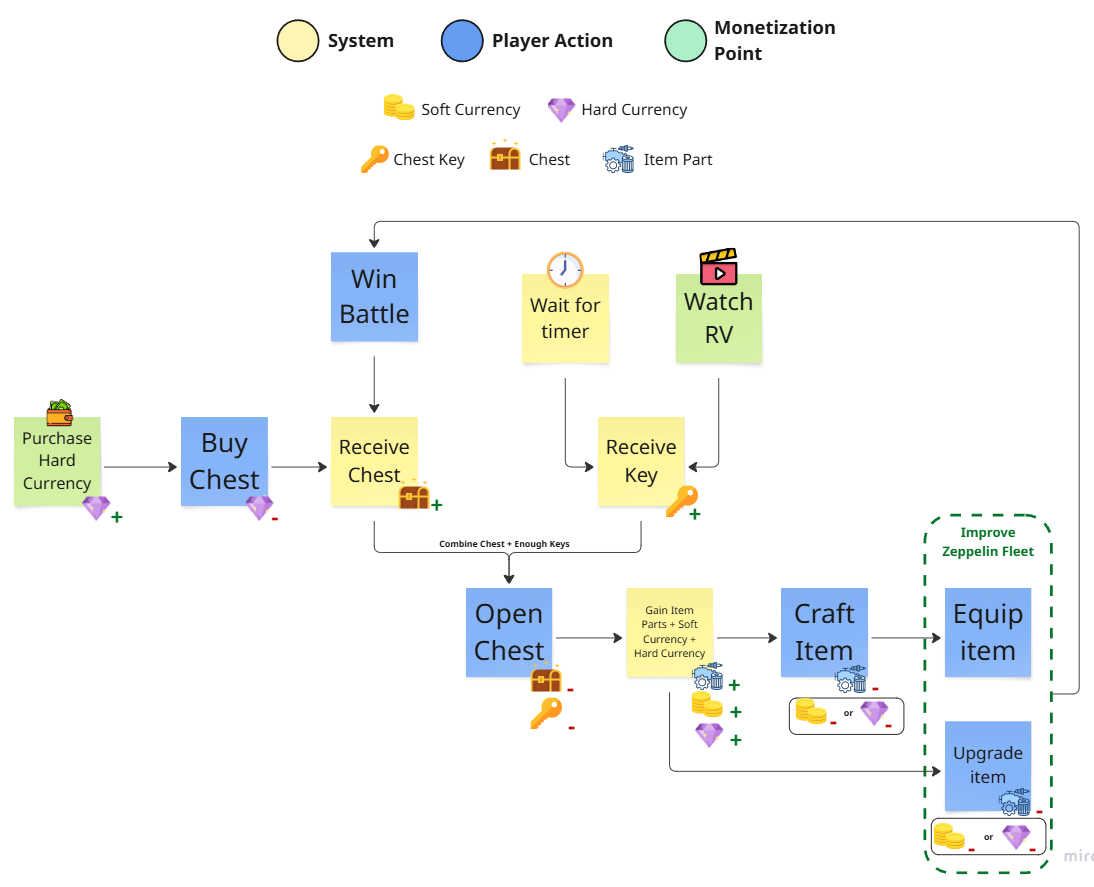 System
Player Action
Monetization
Point
Soft Currency
Hard Currency
Chest Key
Chest
Item Part
Win
Battle
Wait for
timer
Watch
RV
Purchase
Hard
Currency
+
Buy
Chest
-
Receive
Chest
+
Receive
Key
+
Combine Chest + Enough Keys
Improve
Zeppelin Fleet
Open
Chest
-
-
Gain Item
Parts + Soft
Currency +
Hard Currency
+
+
+
Craft
Item
-
- or -
Equip
item
Upgrade
item
-
- or -
miro